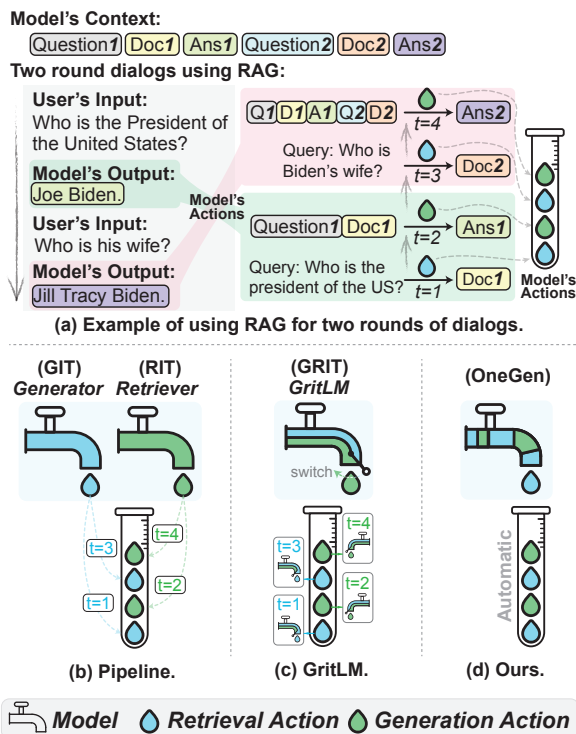 Model's Context:
Question1 Doc1 Ans1 Question2 Doc2 Ans2
Two round dialogs using RAG:
User's Input:
Who is the President of
the United States?
Model's Output:
Joe Biden.
User's Input:
Who is his wife?
Model's Output:
Jill Tracy Biden.
Model's
Actions
Q1 D1 A1 Q2 D2 t=4 Ans2
Query: Who is
Biden's wife? t=3 Doc2
Question1 Doc1 t=2 Ans1
Query: Who is the
president of the US? t=1 Doc1
Model's
Actions
(a) Example of using RAG for two rounds of dialogs.
(GIT)
Generator
(RIT)
Retriever
t=3
t=4
t=1
t=2
(b) Pipeline.
(GRIT)
GritLM
switch
t=3
t=4
t=1
t=2
(c) GritLM.
(OneGen)
Automatic
(d) Ours.
Model Retrieval Action Generation Action